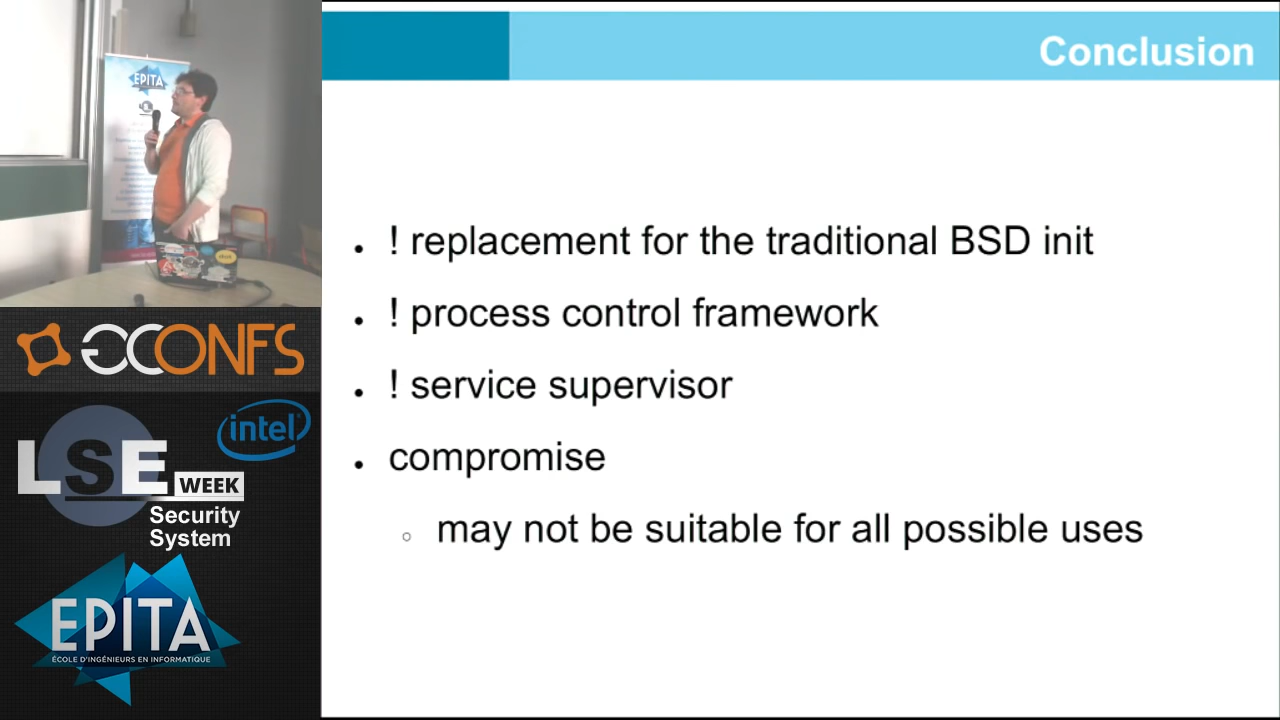 Conclusion
! replacement for the traditional BSD init
! process control framework
! service supervisor
compromise
may not be suitable for all possible uses
EPITA
GCONFS
intel
LSE
WEEK
Security
System
EPITA
ÉCOLE D'INGÉNIEURS EN INFORMATIQUE